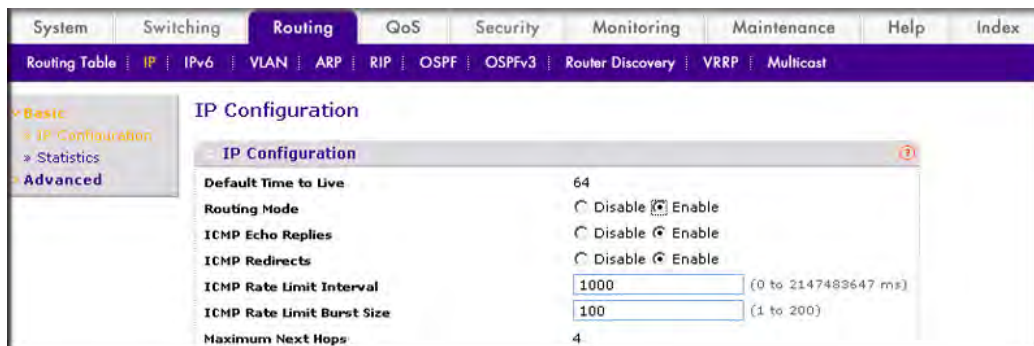 System Switching Routing QoS Security Monitoring Maintenance Help Index
Routing Table IP IPv6 VLAN ARP RIP OSPF OSPFv3 Router Discovery VRRP Multicast
Basic
» IP Configuration
» Statistics
Advanced
IP Configuration
IP Configuration ?
Default Time to Live 64
Routing Mode Disable Enable
ICMP Echo Replies Disable Enable
ICMP Redirects Disable Enable
ICMP Rate Limit Interval 1000 (0 to 2147483647 ms)
ICMP Rate Limit Burst Size 100 (1 to 200)
Maximum Next Hops 4